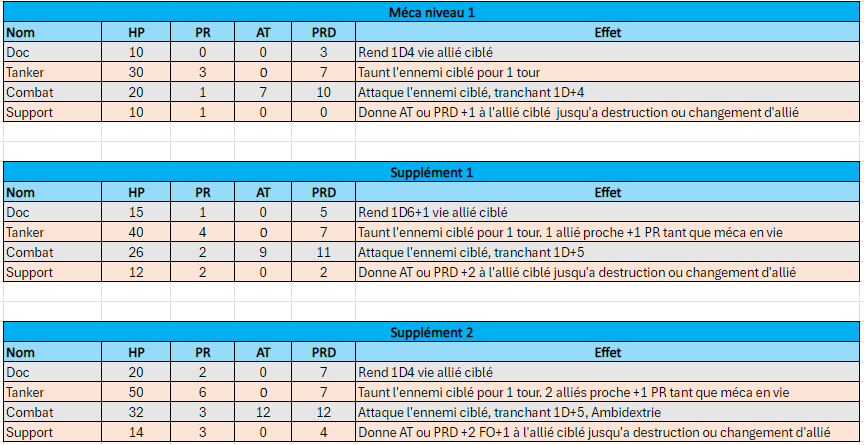 Méca niveau 1
Nom HP PR AT PRD Effet
Doc 10 0 0 3 Rend 1D4 vie allié ciblé
Tanker 30 3 0 7 Taunt l'ennemi ciblé pour 1 tour
Combat 20 1 7 10 Attaque l'ennemi ciblé, tranchant 1D+4
Support 10 1 0 0 Donne AT ou PRD +1 à l'allié ciblé jusqu'a destruction ou changement d'allié
Supplément 1
Nom HP PR AT PRD Effet
Doc 15 1 0 5 Rend 1D6+1 vie allié ciblé
Tanker 40 4 0 7 Taunt l'ennemi ciblé pour 1 tour. 1 allié proche +1 PR tant que méca en vie
Combat 26 2 9 11 Attaque l'ennemi ciblé, tranchant 1D+5
Support 12 2 0 2 Donne AT ou PRD +2 à l'allié ciblé jusqu'a destruction ou changement d'allié
Supplément 2
Nom HP PR AT PRD Effet
Doc 20 2 0 7 Rend 1D4 vie allié ciblé
Tanker 50 6 0 7 Taunt l'ennemi ciblé pour 1 tour. 2 alliés proche +1 PR tant que méca en vie
Combat 32 3 12 12 Attaque l'ennemi ciblé, tranchant 1D+5, Ambidextrie
Support 14 3 0 4 Donne AT ou PRD +2 FO+1 à l'allié ciblé jusqu'a destruction ou changement d'allié